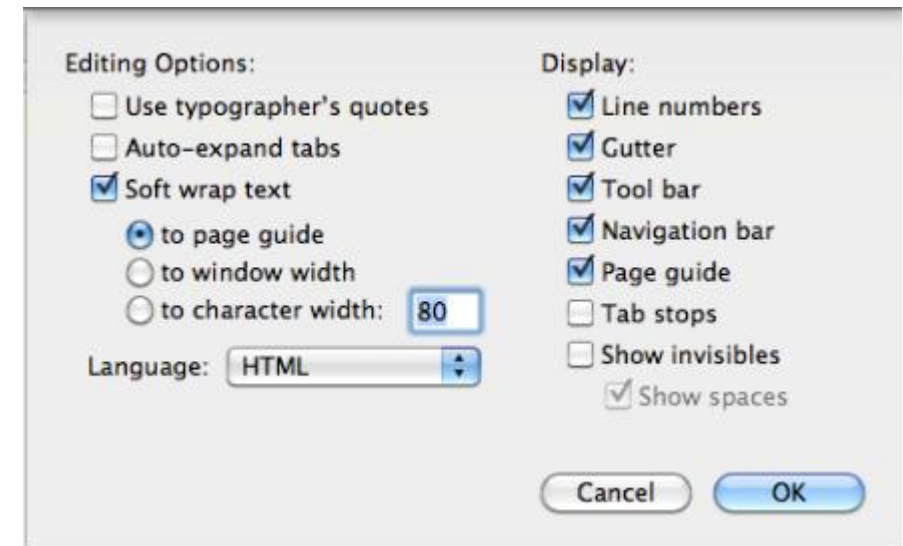 Editing Options:
Use typographer's quotes
Auto-expand tabs
Soft wrap text
to page guide
to window width
to character width: 80
Language: HTML
Display:
Line numbers
Gutter
Tool bar
Navigation bar
Page guide
Tab stops
Show invisibles
Show spaces
Cancel OK